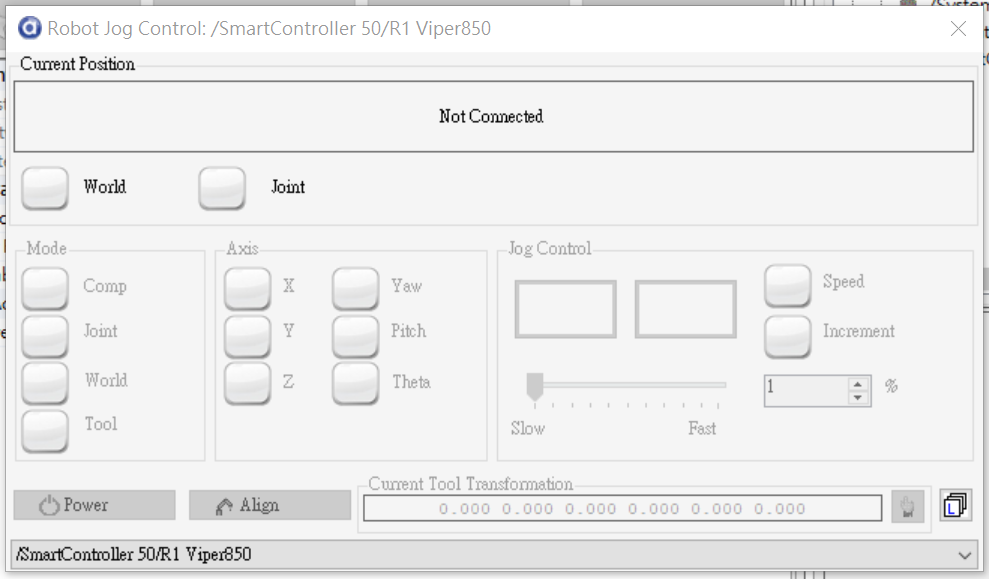 Robot Jog Control: /SmartController 50/R1 Viper850
Current Position
Not Connected
World Joint
Mode Axis Jog Control
Comp X Yaw Speed
Joint Y Pitch Increment
World Z Theta 1 %
Tool Slow Fast
Power Align Current Tool Transformation
0.000 0.000 0.000 0.000 0.000 0.000
/SmartController 50/R1 Viper850